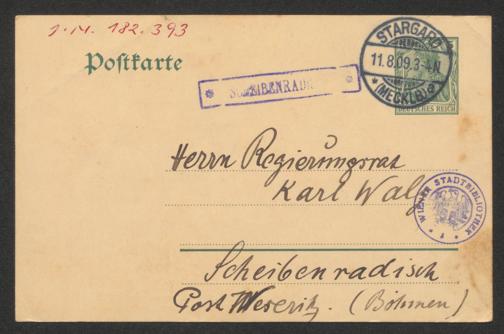 I.N. 182.393
Postkarte
STARGARD
11.8.09.3-4N.
(MECKLB)
DEUTSCHES REICH
SCHEIBENRADISCH
Herrn Regierungsrat
Karl Walz
WIENER STADTBIBLIOTHEK
Scheibenradisch
Post Weseritz. (Böhmen)